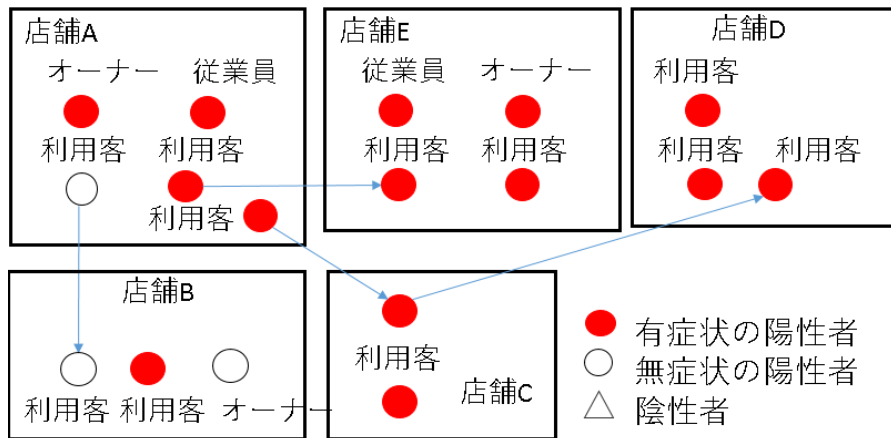 店舗A
オーナー 従業員
利用客 利用客
利用客
店舗E
従業員 オーナー
利用客 利用客
店舗D
利用客
利用客 利用客
店舗B
利用客 利用客 オーナー
利用客
店舗C
有症状の陽性者
無症状の陽性者
陰性者